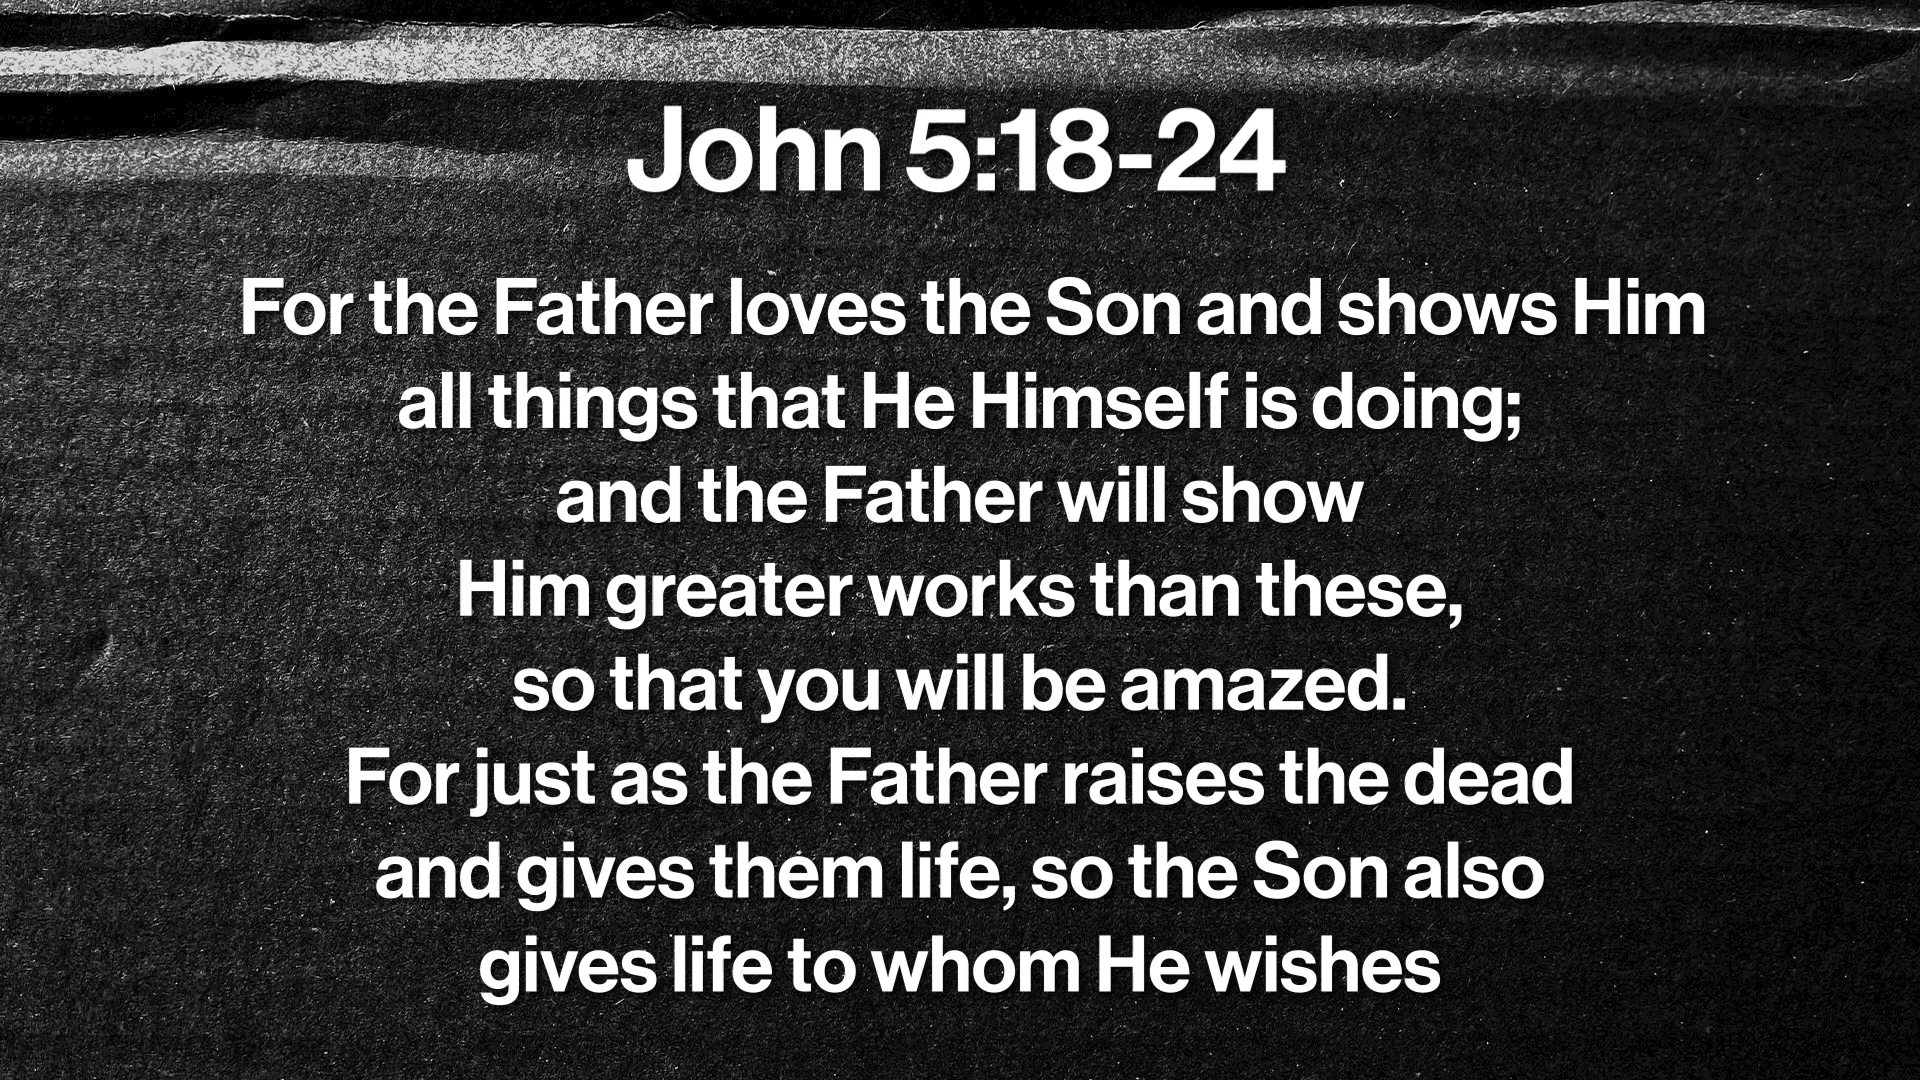 John 5:18-24
For the Father loves the Son and shows Him
all things that He Himself is doing;
and the Father will show
Him greater works than these,
so that you will be amazed.
For just as the Father raises the dead
and gives them life, so the Son also
gives life to whom He wishes